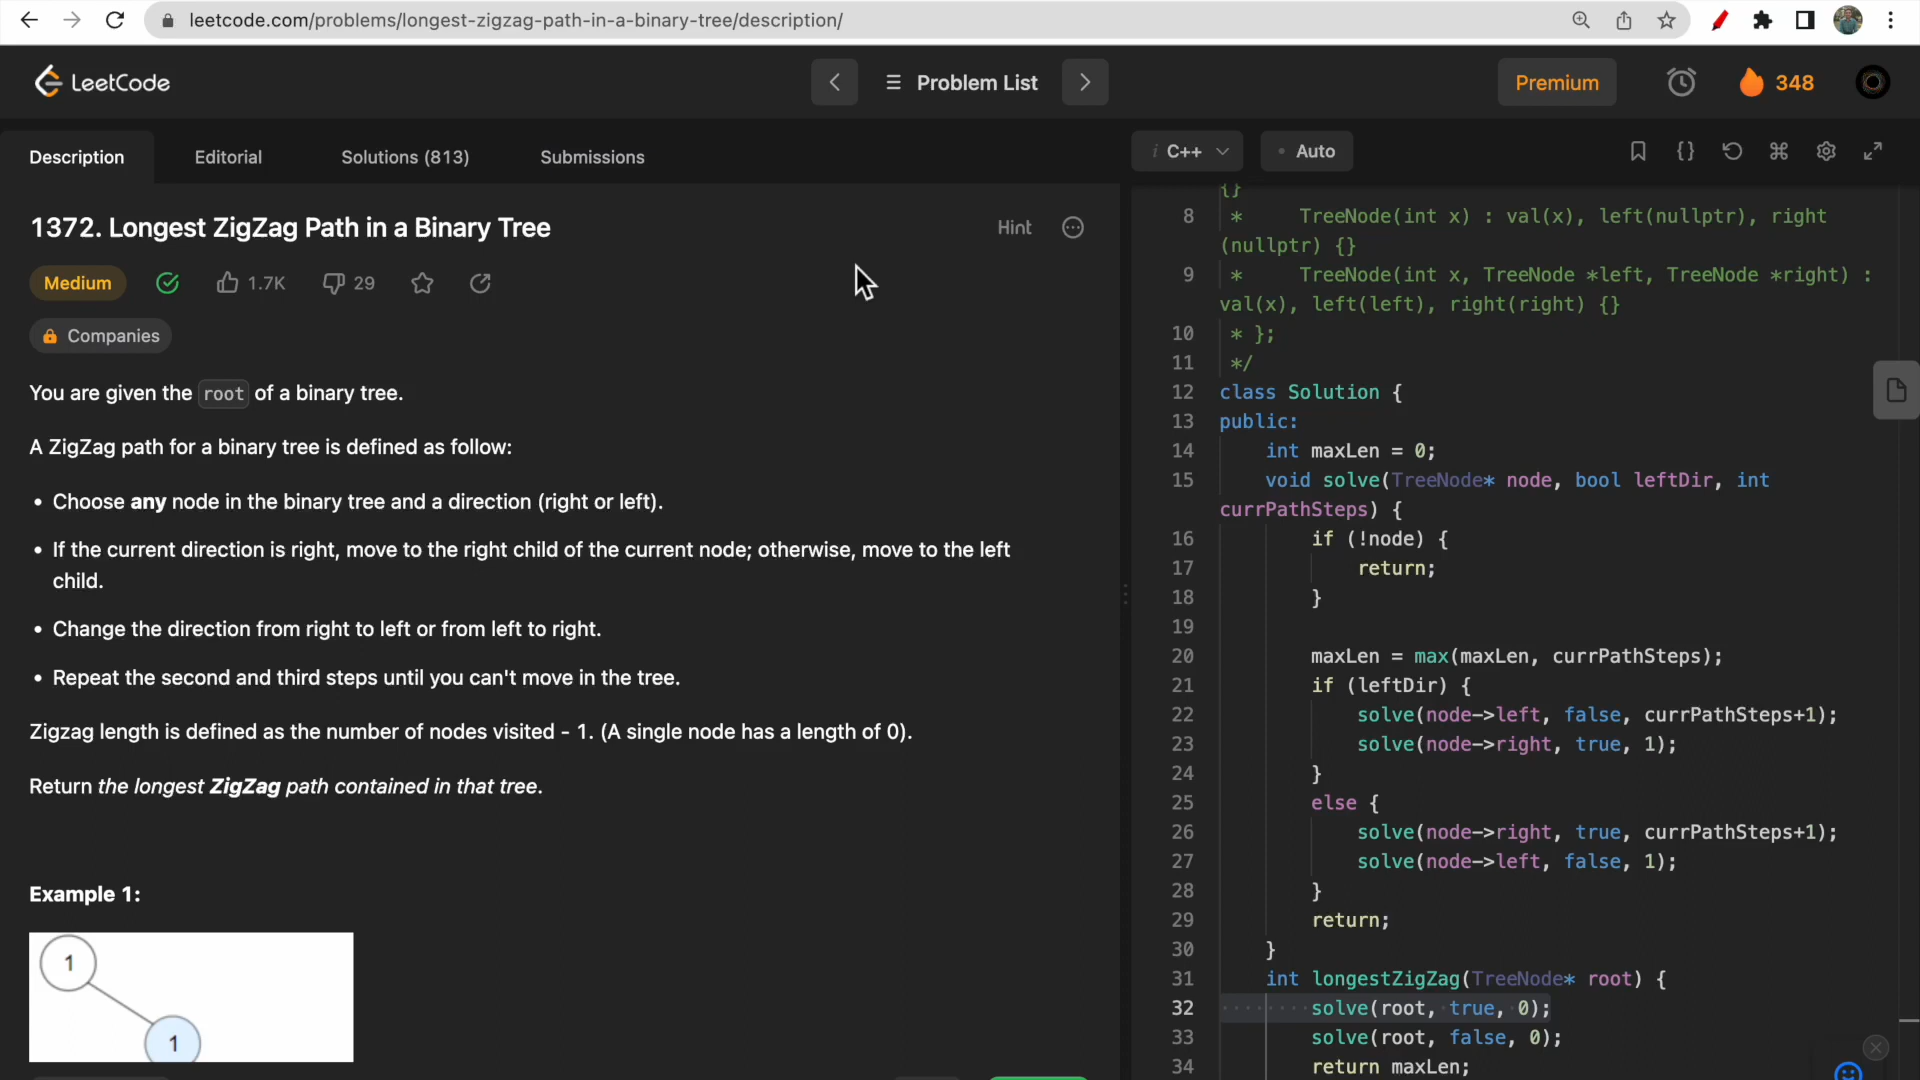 leetcode.com/problems/longest-zigzag-path-in-a-binary-tree/description/
LeetCode
Problem List
Premium
348
Description
Editorial
Solutions (813)
Submissions
i C++
• Auto
{}
1372. Longest ZigZag Path in a Binary Tree
Hint
Medium
1.7K
29
Companies
You are given the root of a binary tree.
A ZigZag path for a binary tree is defined as follow:
• Choose any node in the binary tree and a direction (right or left).
• If the current direction is right, move to the right child of the current node; otherwise, move to the left
child.
• Change the direction from right to left or from left to right.
• Repeat the second and third steps until you can't move in the tree.
Zigzag length is defined as the number of nodes visited - 1. (A single node has a length of 0).
Return the longest ZigZag path contained in that tree.
Example 1:
1
1
{}
8 *     TreeNode(int x) : val(x), left(nullptr), right
(nullptr) {}
9 *     TreeNode(int x, TreeNode *left, TreeNode *right) :
val(x), left(left), right(right) {}
10 * };
11 */
12 class Solution {
13 public:
14     int maxLen = 0;
15     void solve(TreeNode* node, bool leftDir, int
currPathSteps) {
16         if (!node) {
17             return;
18         }
19
20         maxLen = max(maxLen, currPathSteps);
21         if (leftDir) {
22             solve(node->left, false, currPathSteps+1);
23             solve(node->right, true, 1);
24         }
25         else {
26             solve(node->right, true, currPathSteps+1);
27             solve(node->left, false, 1);
28         }
29         return;
30     }
31     int longestZigZag(TreeNode* root) {
32         solve(root, true, 0);
33         solve(root, false, 0);
34         return maxLen;